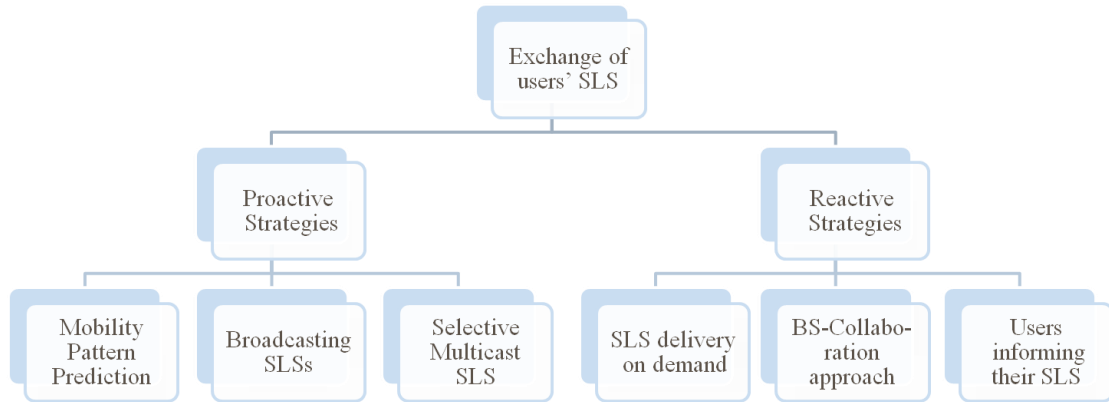 Exchange of
users’ SLS
Proactive
Strategies
Reactive
Strategies
Mobility
Pattern
Prediction
Broadcasting
SLSs
Selective
Multicast
SLS
SLS delivery
on demand
BS-Collabo-
ration
approach
Users
informing
their SLS